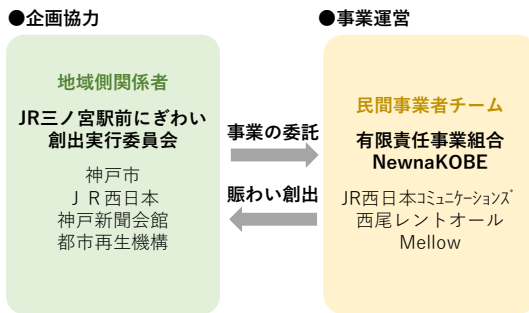 ●企画協力
地域側関係者
JR三ノ宮駅前にぎわい
創出実行委員会
神戸市
ＪＲ西日本
神戸新聞会館
都市再生機構
事業の委託
賑わい創出
●事業運営
民間事業者チーム
有限責任事業組合
NewnaKOBE
JR西日本ｺﾐｭﾆｹｰｼｮﾝｽﾞ
西尾レントオール
Mellow